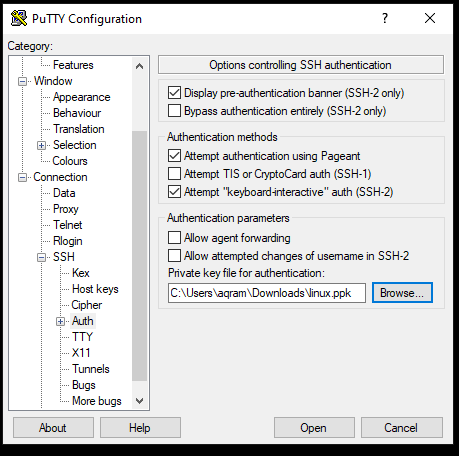 PuTTY Configuration
Category:
Features
Window
Appearance
Behaviour
Translation
Selection
Colours
Connection
Data
Proxy
Telnet
Rlogin
SSH
Kex
Host keys
Cipher
Auth
TTY
X11
Tunnels
Bugs
More bugs
Options controlling SSH authentication
Display pre-authentication banner (SSH-2 only)
Bypass authentication entirely (SSH-2 only)
Authentication methods
Attempt authentication using Pageant
Attempt TIS or CryptoCard auth (SSH-1)
Attempt "keyboard-interactive" auth (SSH-2)
Authentication parameters
Allow agent forwarding
Allow attempted changes of username in SSH-2
Private key file for authentication:
C:\Users\aqram\Downloads\linux.ppk
Browse...
About
Help
Open
Cancel